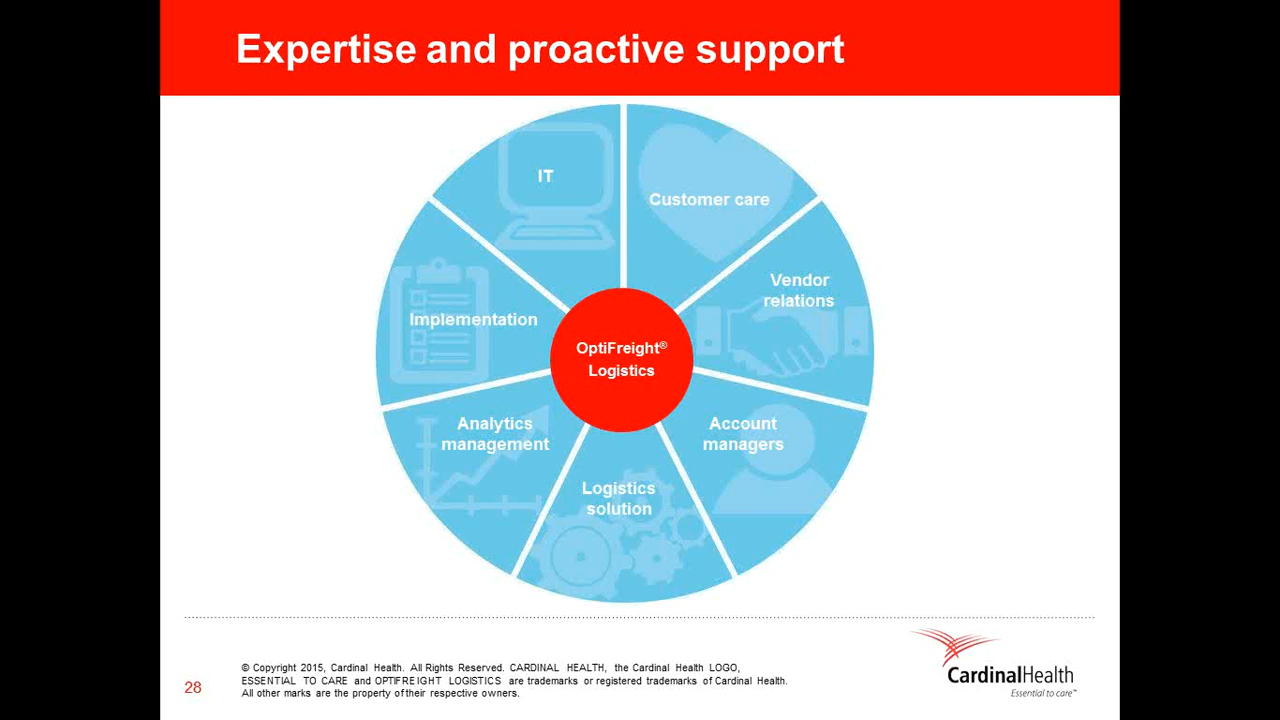 Expertise and proactive support
IT
Customer care
Vendor
relations
Implementation
OptiFreight®
Logistics
Analytics
management
Account
managers
Logistics
solution
© Copyright 2015, Cardinal Health. All Rights Reserved. CARDINAL HEALTH, the Cardinal Health LOGO,
ESSENTIAL TO CARE and OPTIFREIGHT LOGISTICS are trademarks or registered trademarks of Cardinal Health.
All other marks are the property of their respective owners.
28
CardinalHealth
Essential to care™